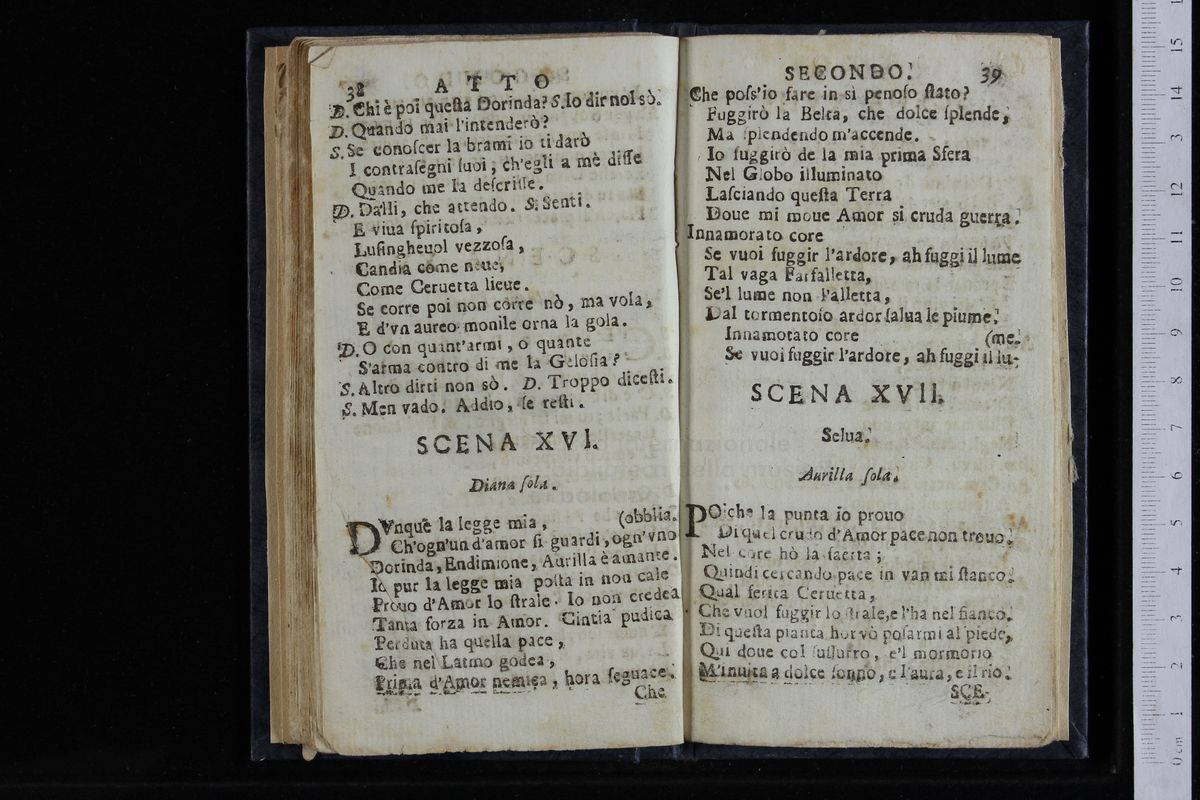 38 ATTO
D. Chi è poi questa Dorinda? S. Io dir nol sò.
D. Quando mai l'intenderò?
S. Se conoscer la brami io ti darò
I contrasegni suoi; ch'egli a mè disse
Quando me la descrisse.
D. Dalli, che attendo. S. Senti.
E viua spiritosa,
Lusingheuol vezzosa,
Candia come neue,
Come Ceruetta lieue.
Se corre poi non corre nò, ma vola,
E d'vn aureo monile orna la gola.
D. O con quant'armi, o quante
S'arma contro di me la Gelosia?
S. Altro dirti non sò. D. Troppo dicesti.
S. Men vado. Addio, se resti.
SCENA XVI.
Diana sola.
DVnque la legge mia, (obblia.
Ch'ogn'un d'amor si guardi, ogn'vno
Dorinda, Endimione, Aurilla è amante.
Io pur la legge mia posta in non cale
Prouo d'Amor lo strale. Io non credea
Tanta forza in Amor. Cintia pudica
Perduta ha quella pace,
Che nel Latmo godea,
Prima d'Amor nemica, hora seguace.
Che
SECONDO. 39
Che poss'io fare in sì penoso stato?
Fuggirò la Belta, che dolce splende,
Ma splendendo m'accende.
Io fuggirò de la mia prima Sfera
Nel Globo illuminato
Lasciando questa Terra
Doue mi moue Amor si cruda guerra.
Innamorato core
Se vuoi fuggir l'ardore, ah fuggi il lume
Tal vaga Farfalletta,
Se'l lume non l'alletta,
Dal tormentoso ardor salua le piume.
Innamorato core (me.
Se vuoi fuggir l'ardore, ah fuggi il lu-
SCENA XVII.
Selua.
Aurilla sola.
POiche la punta io prouo
Di quel crudo d'Amor pace non trouo.
Nel core hò la saetta;
Quindi cercando pace in van mi stanco.
Qual ferita Ceruetta,
Che vuol fuggir lo strale, e l'ha nel fianco.
Di questa pianta hor vò posarmi al piede,
Qui doue col sussurro, e'l mormorio
M'inuita a dolce sonno, e l'aura, e il rio.
SCE-